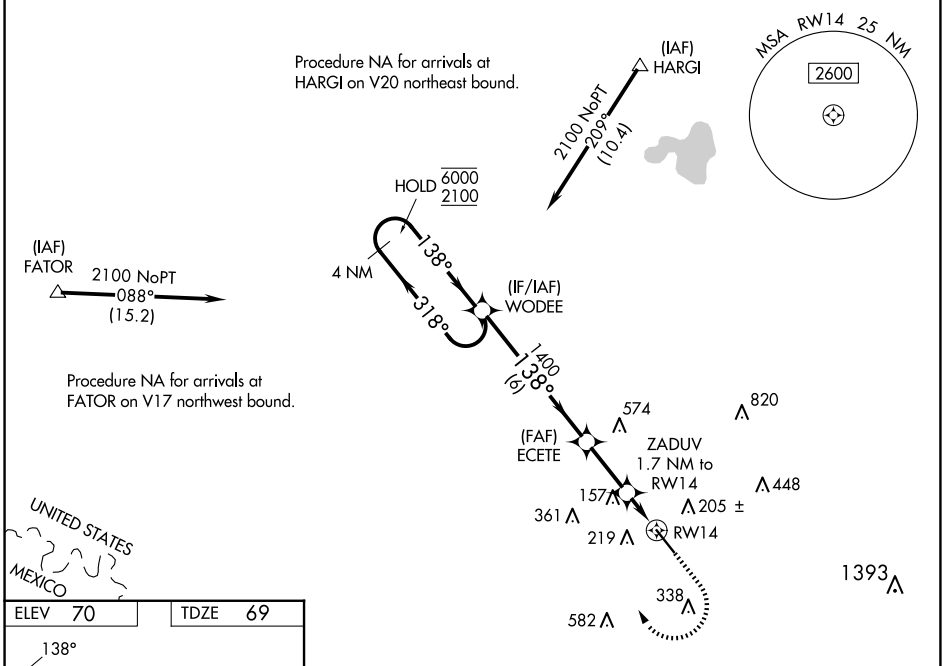 MSA RW14 25 NM
2600
(IAF)
HARGI
Procedure NA for arrivals at
HARGI on V20 northeast bound.
2100 NoPT
209°
(10.4)
HOLD 6000
2100
138°
4 NM
318°
(IAF)
FATOR
2100 NoPT
088°
(15.2)
(IF/IAF)
WODEE
1400
138°
(6)
Procedure NA for arrivals at
FATOR on V17 northwest bound.
574
820
(FAF)
ECETE
ZADUV
1.7 NM to
RW14
157
448
205 ±
361
219
RW14
UNITED STATES
MEXICO
1393
338
582
ELEV 70
TDZE 69
138°